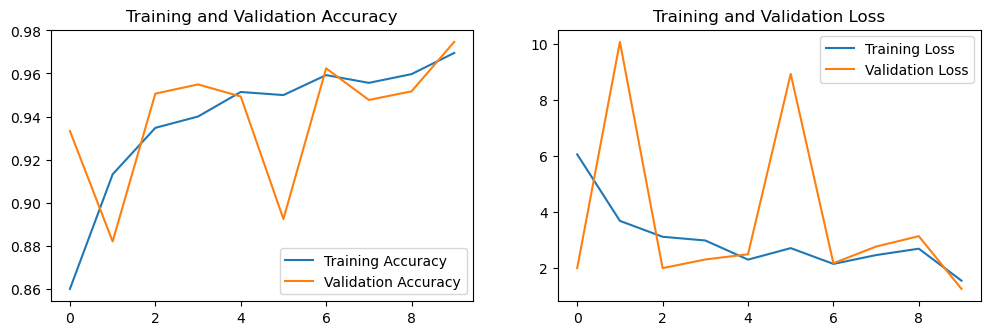 Training and Validation Accuracy
0.98
0.96
0.94
0.92
0.90
0.88
0.86
0 2 4 6 8
Training Accuracy
Validation Accuracy
Training and Validation Loss
10
8
6
4
2
0 2 4 6 8
Training Loss
Validation Loss